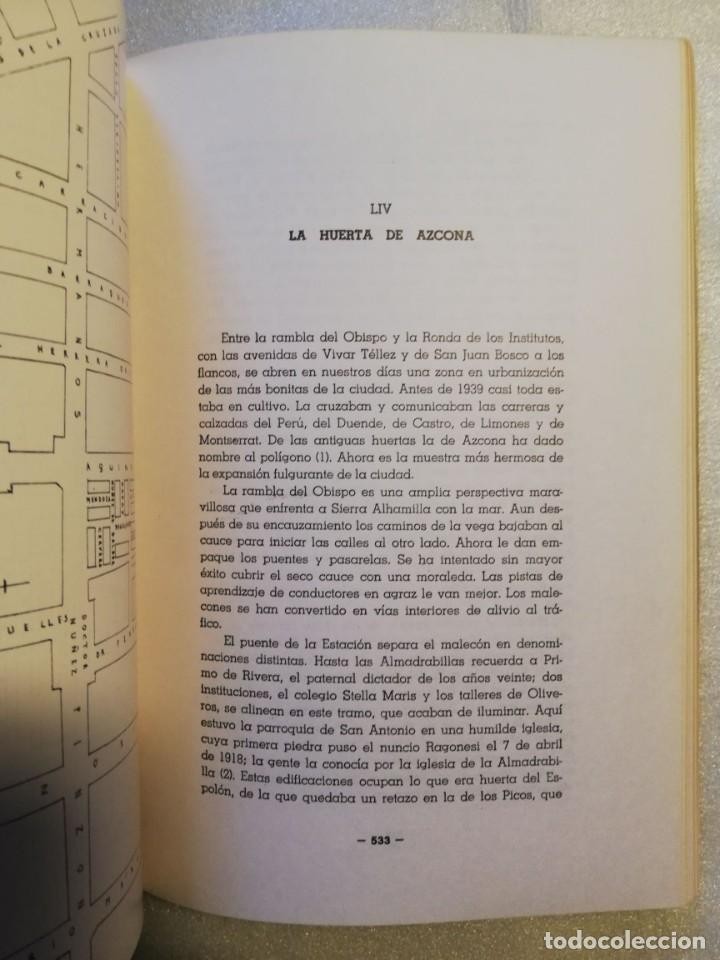 DE LA CRUZADA
HERMANOS
BARRAQU
HERRERA
DOCTOR
NUÑEZ
LIV
LA HUERTA DE AZCONA
Entre la rambla del Obispo y la Ronda de los Institutos,
con las avenidas de Vivar Téllez y de San Juan Bosco a los
flancos, se abren en nuestros días una zona en urbanización
de las más bonitas de la ciudad. Antes de 1939 casi toda es-
taba en cultivo. La cruzaban y comunicaban las carreras y
calzadas del Perú, del Duende, de Castro, de Limones y de
Montserrat. De las antiguas huertas la de Azcona ha dado
nombre al polígono (1). Ahora es la muestra más hermosa de
la expansión fulgurante de la ciudad.
La rambla del Obispo es una amplia perspectiva mara-
villosa que enfrenta a Sierra Alhamilla con la mar. Aun des-
pués de su encauzamiento los caminos de la vega bajaban al
cauce para iniciar las calles al otro lado. Ahora le dan em-
paque los puentes y pasarelas. Se ha intentado sin mayor
éxito cubrir el seco cauce con una moraleda. Las pistas de
aprendizaje de conductores en agraz le van mejor. Los male-
cones se han convertido en vías interiores de alivio al trá-
fico.
El puente de la Estación separa el malecón en denomi-
naciones distintas. Hasta las Almadrabillas recuerda a Pri-
mo de Rivera, el paternal dictador de los años veinte; dos
instituciones, el colegio Stella Maris y los talleres de Olive-
ros, se alinean en este tramo, que acaban de iluminar. Aquí
estuvo la parroquia de San Antonio en una humilde iglesia,
cuya primera piedra puso el nuncio Ragonesi el 7 de abril
de 1918; la gente la conocía por la iglesia de la Almadrabi-
lla (2). Estas edificaciones ocupan lo que era huerta del Es-
polón, de la que quedaba un retazo en la de los Picos, que
— 533 —
todocoleccion